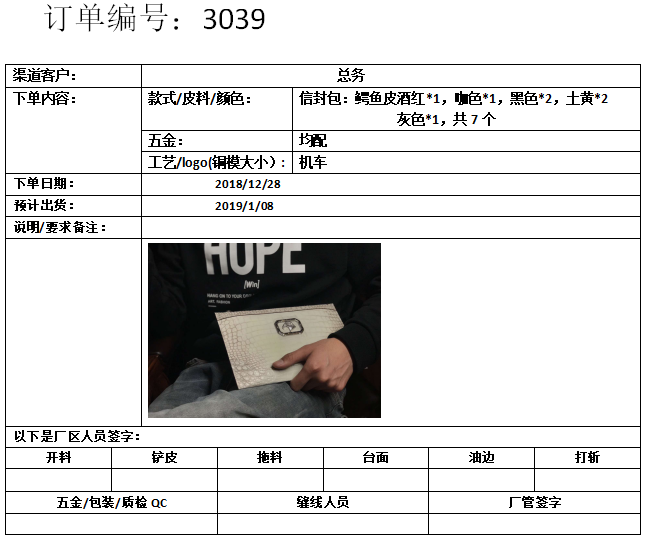 订单编号：3039
渠道客户： 总务
下单内容： 款式/皮料/颜色： 信封包：鳄鱼皮酒红*1，咖色*1，黑色*2，土黄*2
灰色*1，共 7 个
五金： 均配
工艺/logo(铜模大小)： 机车
下单日期： 2018/12/28
预计出货： 2019/1/08
说明/要求备注：
HOPE
[Win]
HANG ON TO YOUR
ART. FASHION
以下是厂区人员签字：
开料 铲皮 拖料 台面 油边 打斩
五金/包装/质检 QC 缝线人员 厂管签字